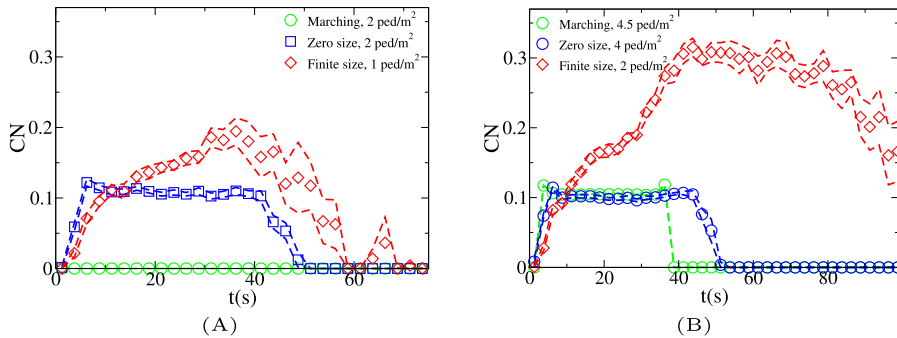 Marching, 2 ped/m²
Zero size, 2 ped/m²
Finite size, 1 ped/m²
0.3
0.2
0.1
0
CN
0 20 40 60
t(s)
(A)
Marching, 4.5 ped/m²
Zero size, 4 ped/m²
Finite size, 2 ped/m²
0.3
0.2
0.1
0
CN
0 20 40 60 80
t(s)
(B)